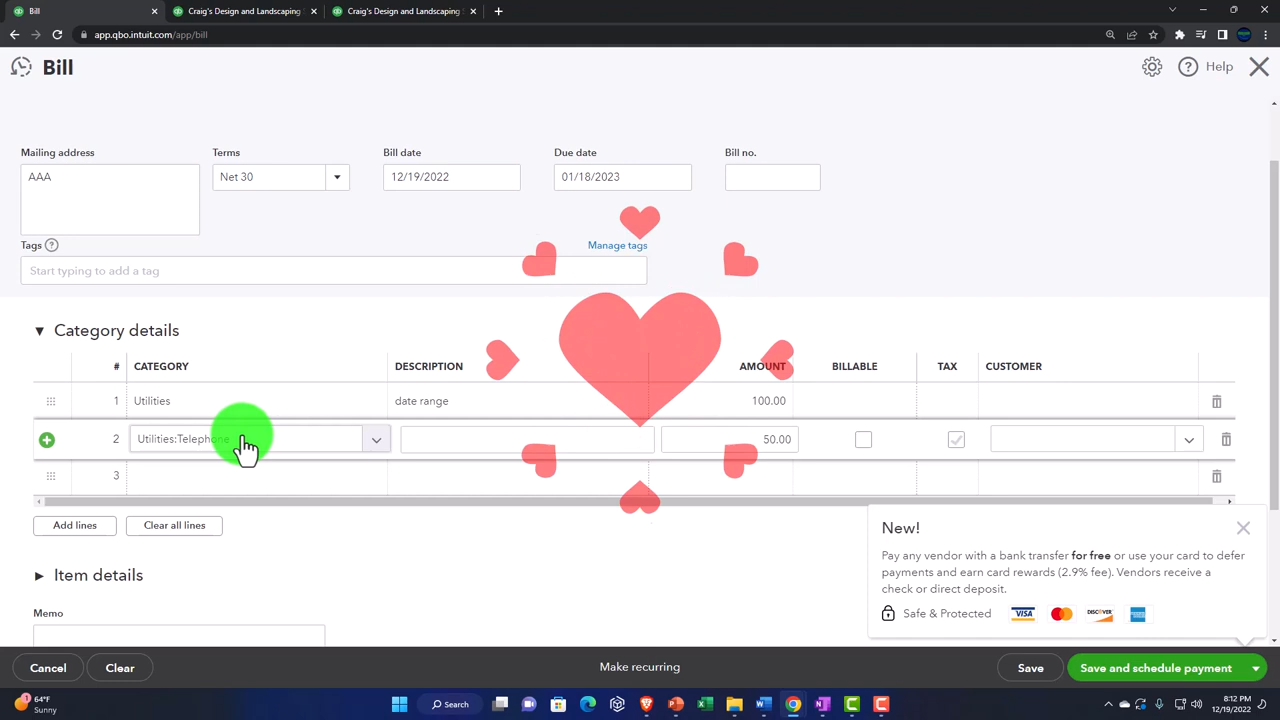 Bill
Craig's Design and Landscaping S
Craig's Design and Landscaping S
app.qbo.intuit.com/app/bill
Bill
Help
Mailing address
Terms
Bill date
Due date
Bill no.
AAA
Net 30
12/19/2022
01/18/2023
Tags
Manage tags
Start typing to add a tag
Category details
# CATEGORY DESCRIPTION AMOUNT BILLABLE TAX CUSTOMER
1 Utilities date range 100.00
2 Utilities:Telephone 50.00
3
Add lines
Clear all lines
New!
Pay any vendor with a bank transfer for free or use your card to defer
payments and earn card rewards (2.9% fee). Vendors receive a
check or direct deposit.
Safe & Protected
VISA
DISCOVER
Item details
Memo
Cancel
Clear
Make recurring
Save
Save and schedule payment
64°F
Sunny
Search
8:12 PM
12/19/2022